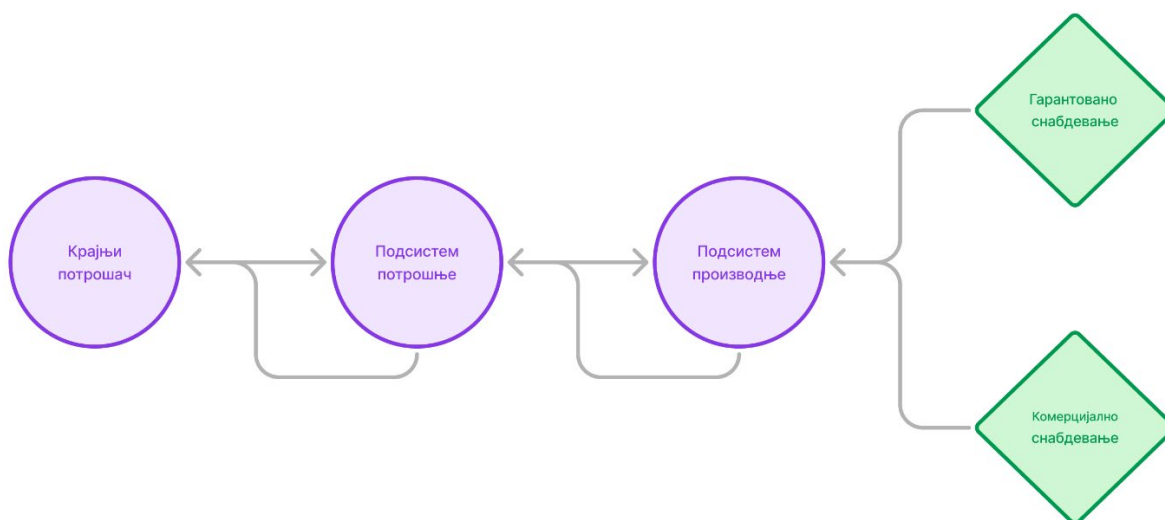 Крајњи
потрошач
Подсистем
потрошње
Подсистем
производње
Гарантовано
снабдевање
Комерцијално
снабдевање